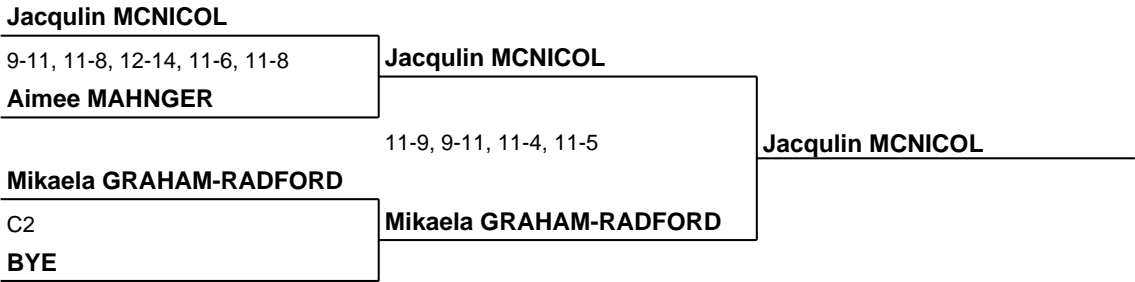 Jacqulin MCNICOL
9-11, 11-8, 12-14, 11-6, 11-8
Jacqulin MCNICOL
Aimee MAHNGER
11-9, 9-11, 11-4, 11-5
Jacqulin MCNICOL
Mikaela GRAHAM-RADFORD
C2
Mikaela GRAHAM-RADFORD
BYE